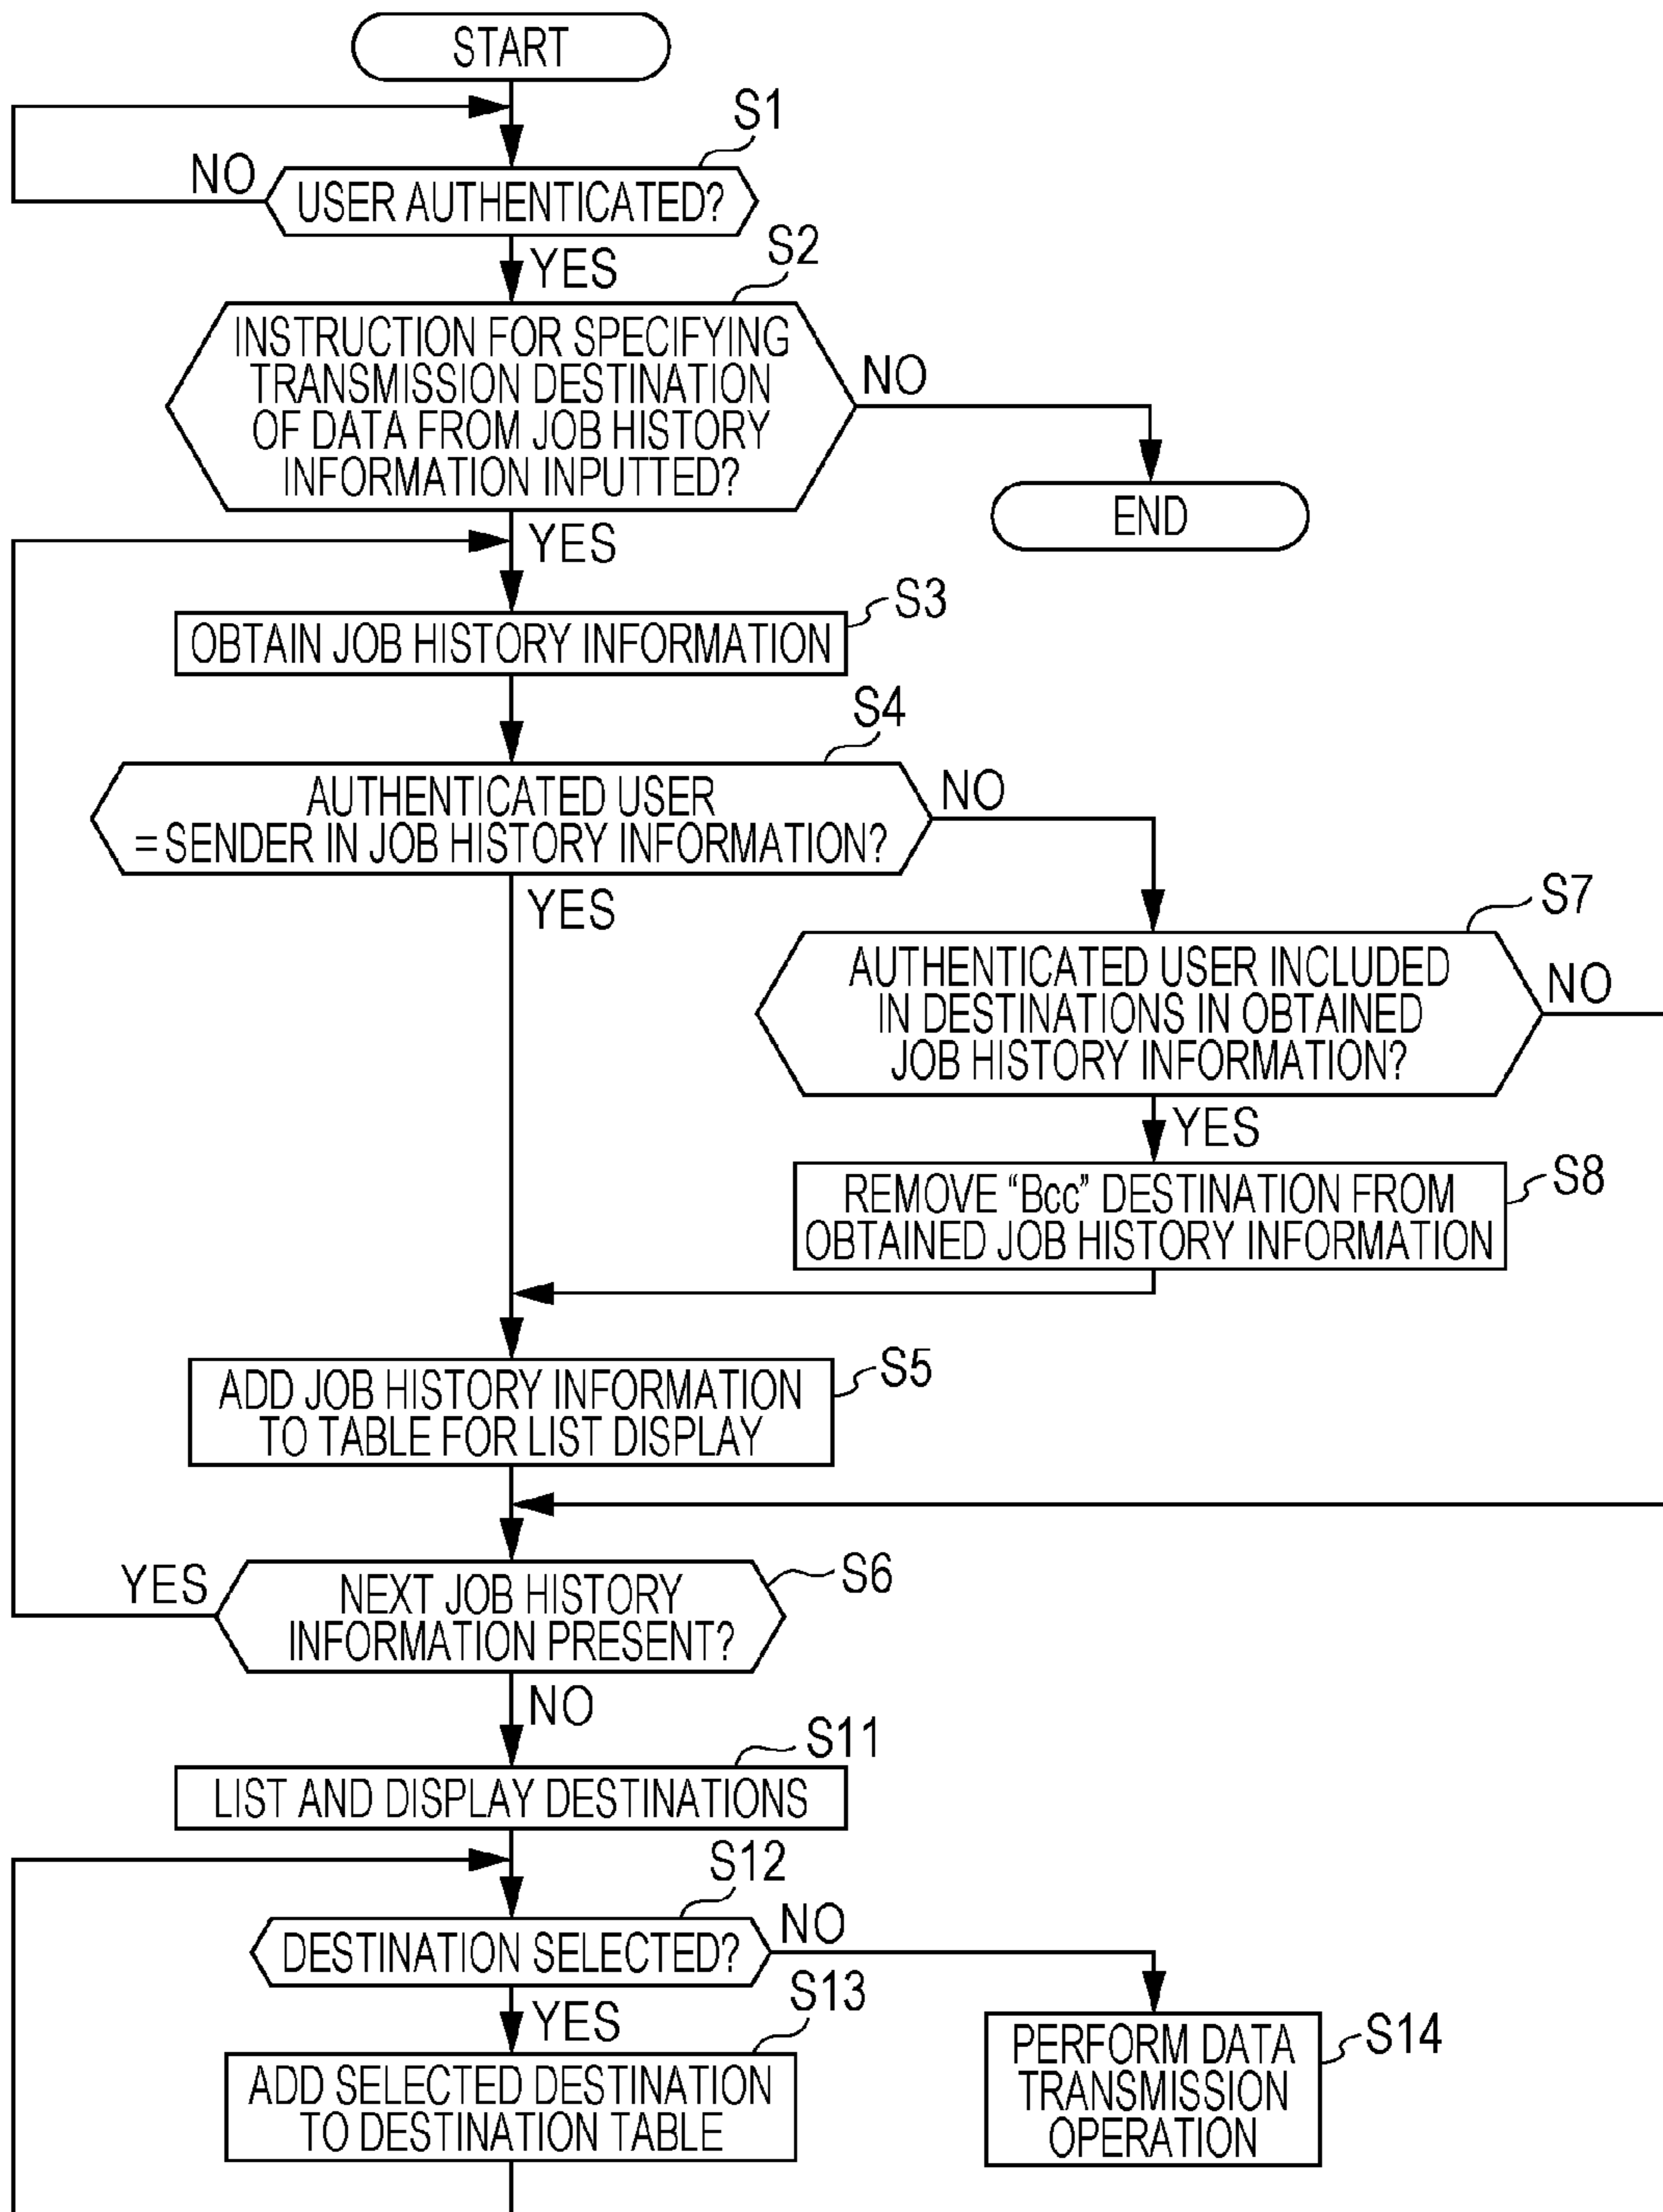 START
S1
NO
USER AUTHENTICATED?
YES
S2
INSTRUCTION FOR SPECIFYING
TRANSMISSION DESTINATION
OF DATA FROM JOB HISTORY
INFORMATION INPUTTED?
NO
END
YES
S3
OBTAIN JOB HISTORY INFORMATION
S4
AUTHENTICATED USER
= SENDER IN JOB HISTORY INFORMATION?
NO
YES
S7
AUTHENTICATED USER INCLUDED
IN DESTINATIONS IN OBTAINED
JOB HISTORY INFORMATION?
NO
YES
S8
REMOVE “Bcc” DESTINATION FROM
OBTAINED JOB HISTORY INFORMATION
S5
ADD JOB HISTORY INFORMATION
TO TABLE FOR LIST DISPLAY
YES
S6
NEXT JOB HISTORY
INFORMATION PRESENT?
NO
S11
LIST AND DISPLAY DESTINATIONS
S12
DESTINATION SELECTED?
NO
YES
S13
ADD SELECTED DESTINATION
TO DESTINATION TABLE
S14
PERFORM DATA
TRANSMISSION
OPERATION